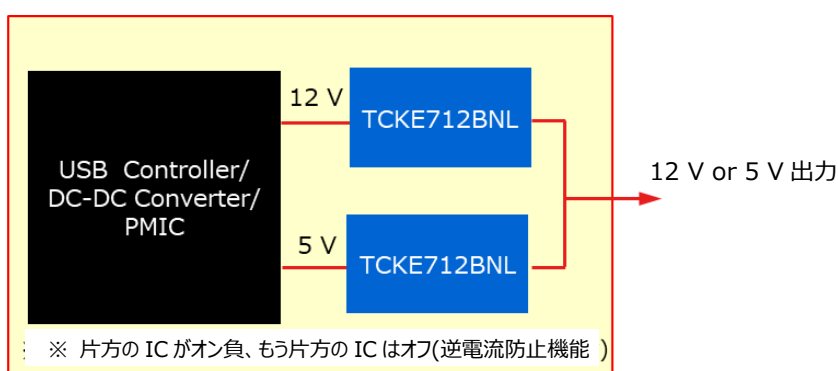 12 V
TCKE712BNL
USB Controller/
DC-DC Converter/
PMIC
12 V or 5 V 出力
5 V
TCKE712BNL
※ 片方の IC がオン負、もう片方の IC はオフ(逆電流防止機能 )